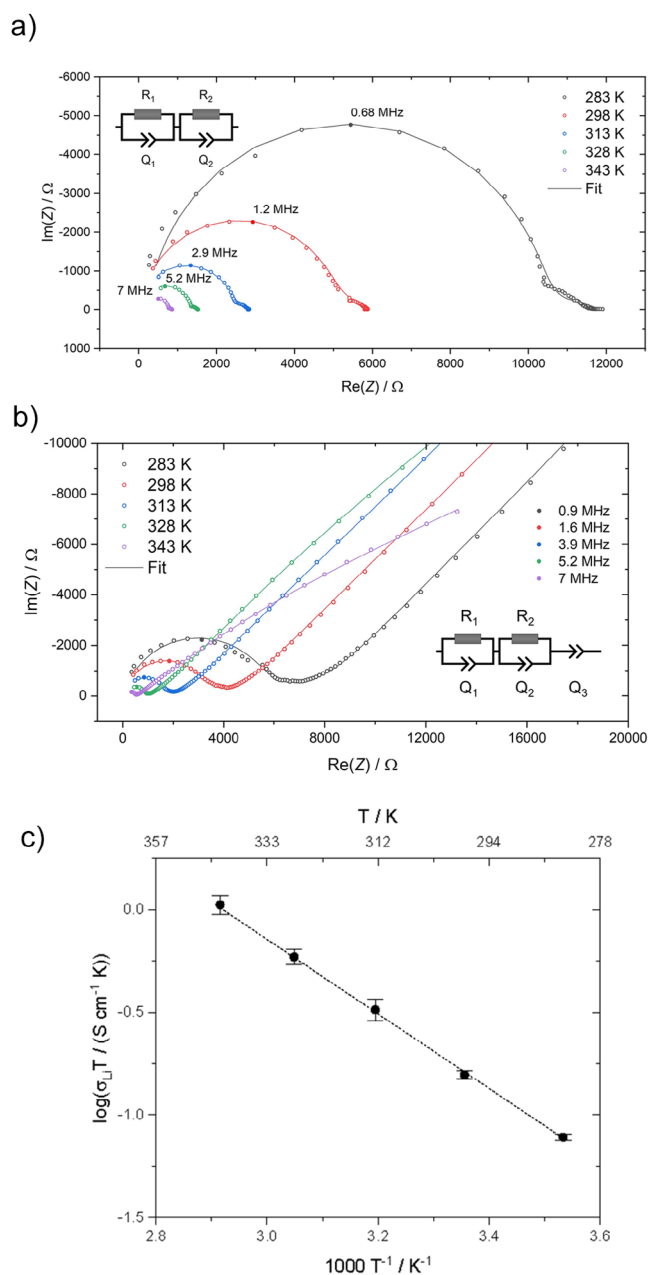 a)
-6000
-5000
-4000
-3000
-2000
-1000
0
1000
Im(Z) / Ω
R1 R2
Q1 Q2
0.68 MHz
1.2 MHz
2.9 MHz
5.2 MHz
7 MHz
283 K
298 K
313 K
328 K
343 K
Fit
0 2000 4000 6000 8000 10000 12000
Re(Z) / Ω
b)
-10000
-8000
-6000
-4000
-2000
0
Im(Z) / Ω
283 K
298 K
313 K
328 K
343 K
Fit
0.9 MHz
1.6 MHz
3.9 MHz
5.2 MHz
7 MHz
R1 R2
Q1 Q2 Q3
0 4000 8000 12000 16000 20000
Re(Z) / Ω
c)
T / K
357 333 312 294 278
0.0
-0.5
-1.0
-1.5
log(σLiT / (S cm⁻¹ K))
2.8 3.0 3.2 3.4 3.6
1000 T⁻¹ / K⁻¹